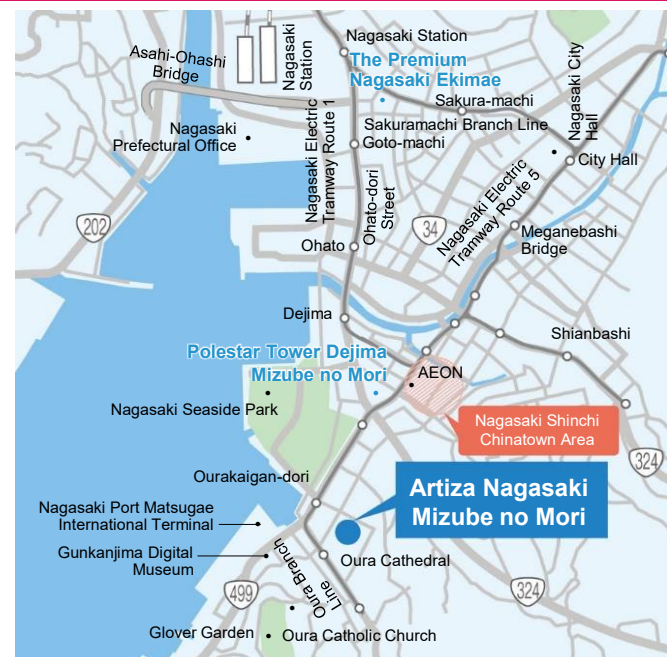 Nagasaki Station
Asahi-Ohashi
Bridge
Nagasaki
Station
The Premium
Nagasaki Ekimae
Sakura-machi
Nagasaki City
Hall
Nagasaki
Prefectural Office
Nagasaki Electric
Tramway Route 1
Sakuramachi Branch Line
Goto-machi
City Hall
Ohato-dori
Street
Nagasaki Electric
Tramway Route 5
202
34
Meganebashi
Bridge
Ohato
Dejima
Shianbashi
Polestar Tower Dejima
Mizube no Mori
AEON
Nagasaki Seaside Park
Nagasaki Shinchi
Chinatown Area
324
Ourakaigan-dori
Artiza Nagasaki
Mizube no Mori
Nagasaki Port Matsugae
International Terminal
Gunkanjima Digital
Museum
Oura Cathedral
Oura Branch
Line
499
324
Glover Garden
Oura Catholic Church